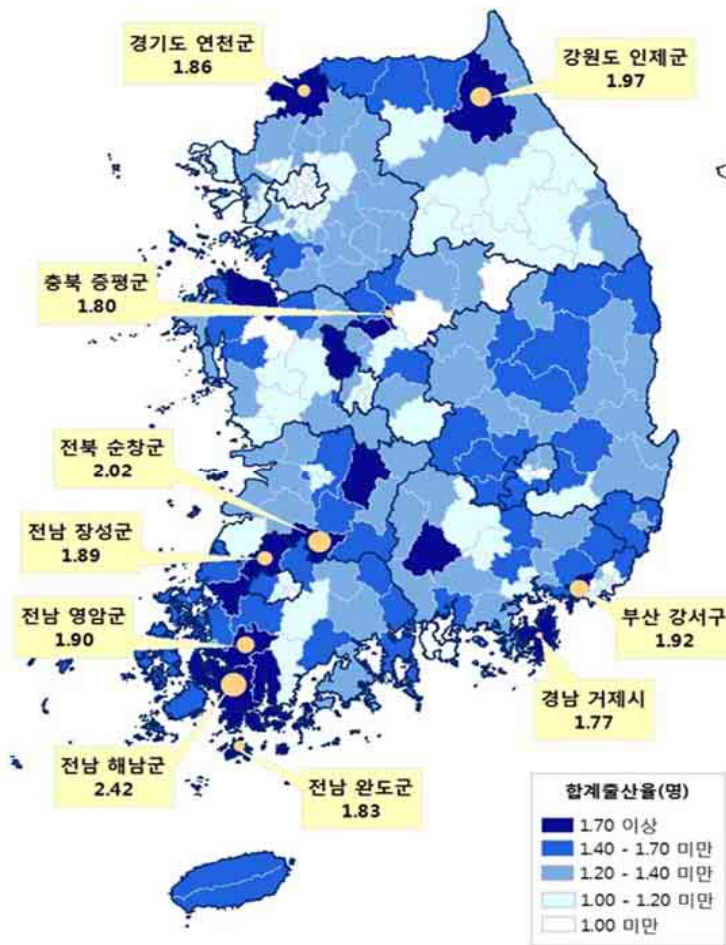 경기도 연천군
1.86
강원도 인제군
1.97
충북 증평군
1.80
전북 순창군
2.02
전남 장성군
1.89
전남 영암군
1.90
부산 강서구
1.92
경남 거제시
1.77
전남 해남군
2.42
전남 완도군
1.83
합계출산율(명)
1.70 이상
1.40 - 1.70 미만
1.20 - 1.40 미만
1.00 - 1.20 미만
1.00 미만